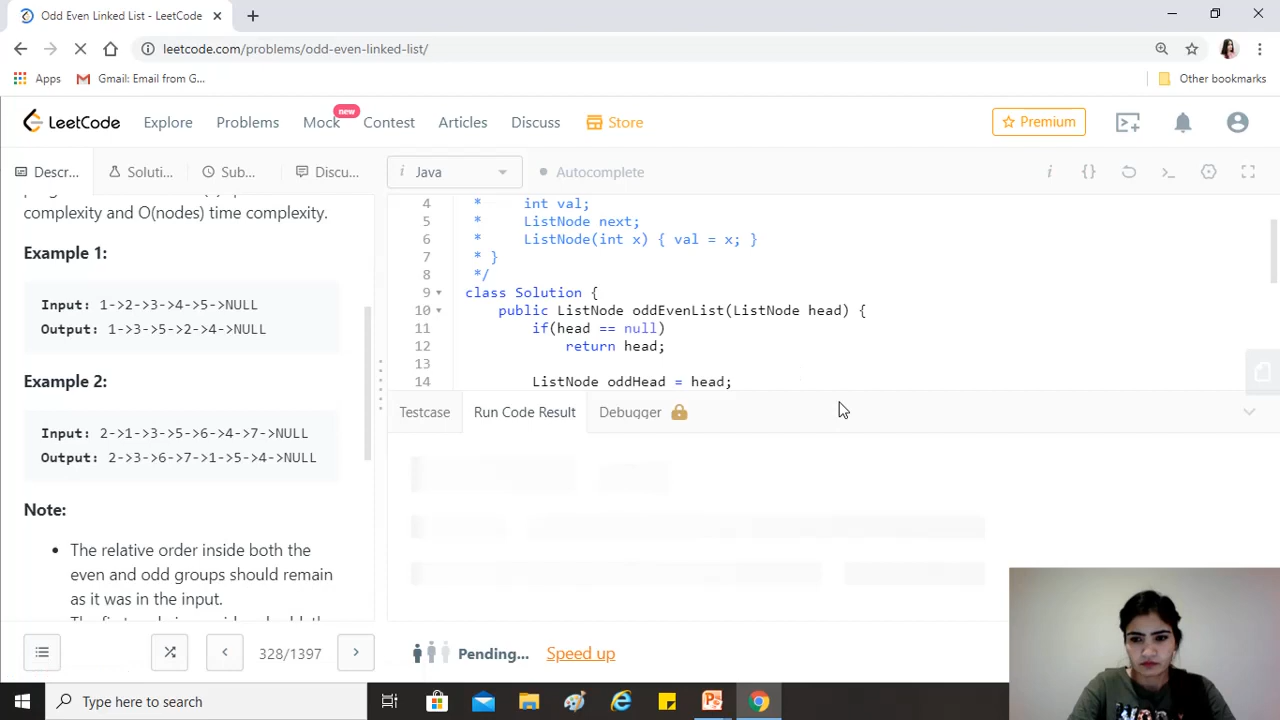 Odd Even Linked List - LeetCode
leetcode.com/problems/odd-even-linked-list/
Apps
Gmail: Email from G...
Other bookmarks
LeetCode
Explore
Problems
Mock
new
Contest
Articles
Discuss
Store
Premium
Descr...
Soluti...
Sub...
Discu...
i Java
Autocomplete
complexity and O(nodes) time complexity.
Example 1:
Input: 1->2->3->4->5->NULL
Output: 1->3->5->2->4->NULL
Example 2:
Input: 2->1->3->5->6->4->7->NULL
Output: 2->3->6->7->1->5->4->NULL
Note:
The relative order inside both the
even and odd groups should remain
as it was in the input.
4 * int val;
5 * ListNode next;
6 * ListNode(int x) { val = x; }
7 * }
8 */
9 class Solution {
10 public ListNode oddEvenList(ListNode head) {
11 if(head == null)
12 return head;
13
14 ListNode oddHead = head;
Testcase
Run Code Result
Debugger
328/1397
Pending...
Speed up
Type here to search